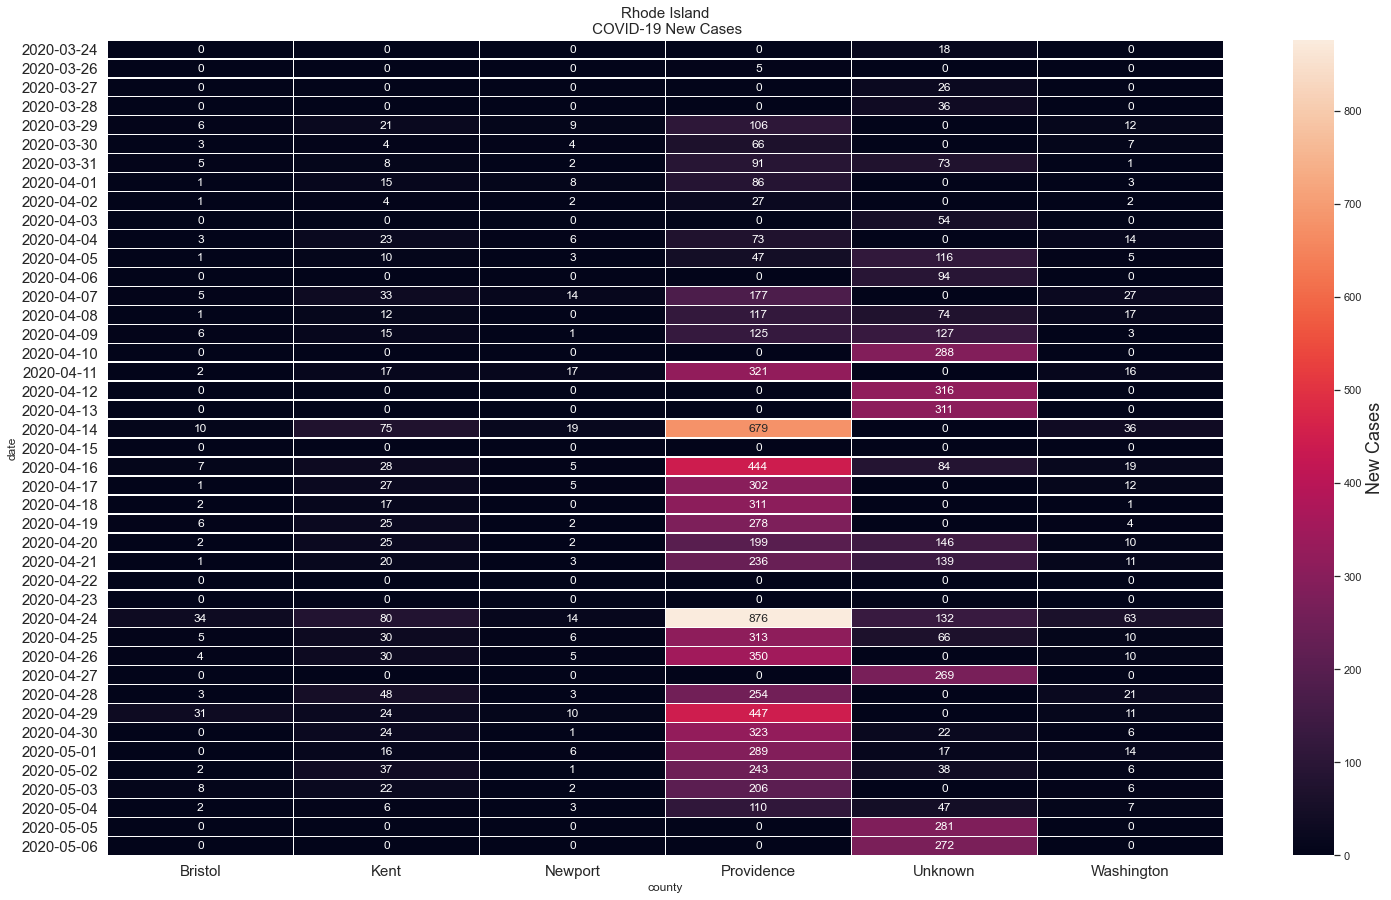 Rhode Island
COVID-19 New Cases
2020-03-24 0 0 0 0 18 0
2020-03-26 0 0 0 5 0 0
2020-03-27 0 0 0 0 26 0
2020-03-28 0 0 0 0 36 0
2020-03-29 6 21 9 106 0 12
2020-03-30 3 4 4 66 0 7
2020-03-31 5 8 2 91 73 1
2020-04-01 1 15 8 86 0 3
2020-04-02 1 4 2 27 0 2
2020-04-03 0 0 0 0 54 0
2020-04-04 3 23 6 73 0 14
2020-04-05 1 10 3 47 116 5
2020-04-06 0 0 0 0 94 0
2020-04-07 5 33 14 177 0 27
2020-04-08 1 12 0 117 74 17
2020-04-09 6 15 1 125 127 3
2020-04-10 0 0 0 0 288 0
2020-04-11 2 17 17 321 0 16
2020-04-12 0 0 0 0 316 0
2020-04-13 0 0 0 0 311 0
2020-04-14 10 75 19 679 0 36
2020-04-15 0 0 0 0 0 0
2020-04-16 7 28 5 444 84 19
2020-04-17 1 27 5 302 0 12
2020-04-18 2 17 0 311 0 1
2020-04-19 6 25 2 278 0 4
2020-04-20 2 25 2 199 146 10
2020-04-21 1 20 3 236 139 11
2020-04-22 0 0 0 0 0 0
2020-04-23 0 0 0 0 0 0
2020-04-24 34 80 14 876 132 63
2020-04-25 5 30 6 313 66 10
2020-04-26 4 30 5 350 0 10
2020-04-27 0 0 0 0 269 0
2020-04-28 3 48 3 254 0 21
2020-04-29 31 24 10 447 0 11
2020-04-30 0 24 1 323 22 6
2020-05-01 0 16 6 289 17 14
2020-05-02 2 37 1 243 38 6
2020-05-03 8 22 2 206 0 6
2020-05-04 2 6 3 110 47 7
2020-05-05 0 0 0 0 281 0
2020-05-06 0 0 0 0 272 0
Bristol Kent Newport Providence Unknown Washington
county
date
800
700
600
500
400
300
200
100
0
New Cases